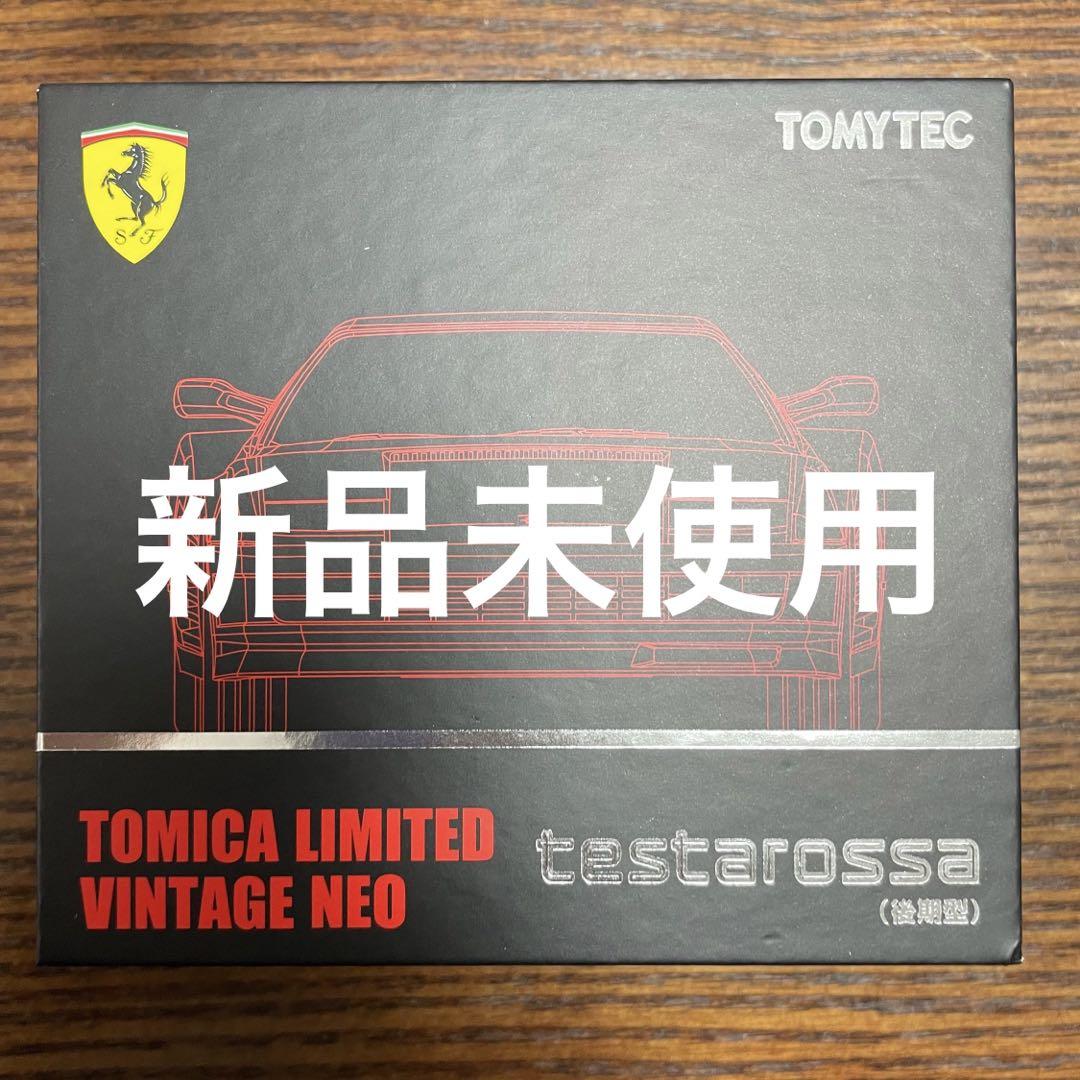 S F
TOMYTEC
新品未使用
TOMICA LIMITED
VINTAGE NEO
testarossa
(後期型)